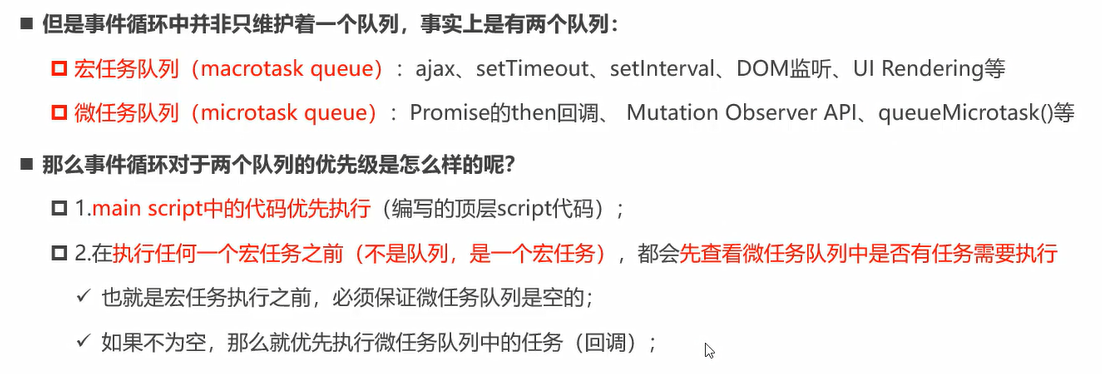 但是事件循环中并非只维护着一个队列，事实上是有两个队列：
宏任务队列（macrotask queue）：ajax、setTimeout、setInterval、DOM监听、UI Rendering等
微任务队列（microtask queue）：Promise的then回调、 Mutation Observer API、queueMicrotask()等
那么事件循环对于两个队列的优先级是怎么样的呢？
1.main script中的代码优先执行（编写的顶层script代码）；
2.在执行任何一个宏任务之前（不是队列，是一个宏任务），都会先查看微任务队列中是否有任务需要执行
也就是宏任务执行之前，必须保证微任务队列是空的；
如果不为空，那么就优先执行微任务队列中的任务（回调）；